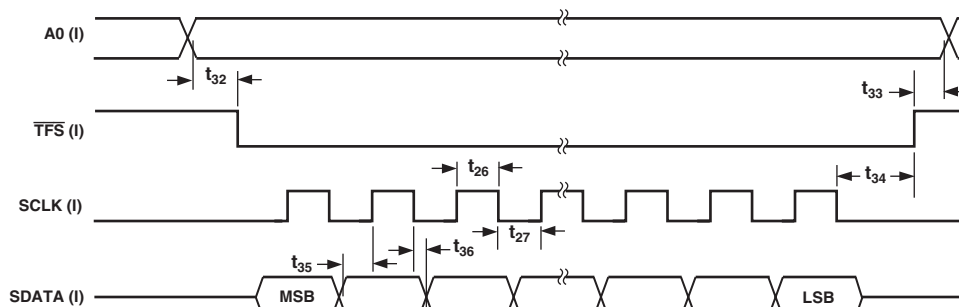 A0 (I)
t32
t33
TFS (I)
t26
t34
SCLK (I)
t27
t36
t35
SDATA (I)
MSB
LSB